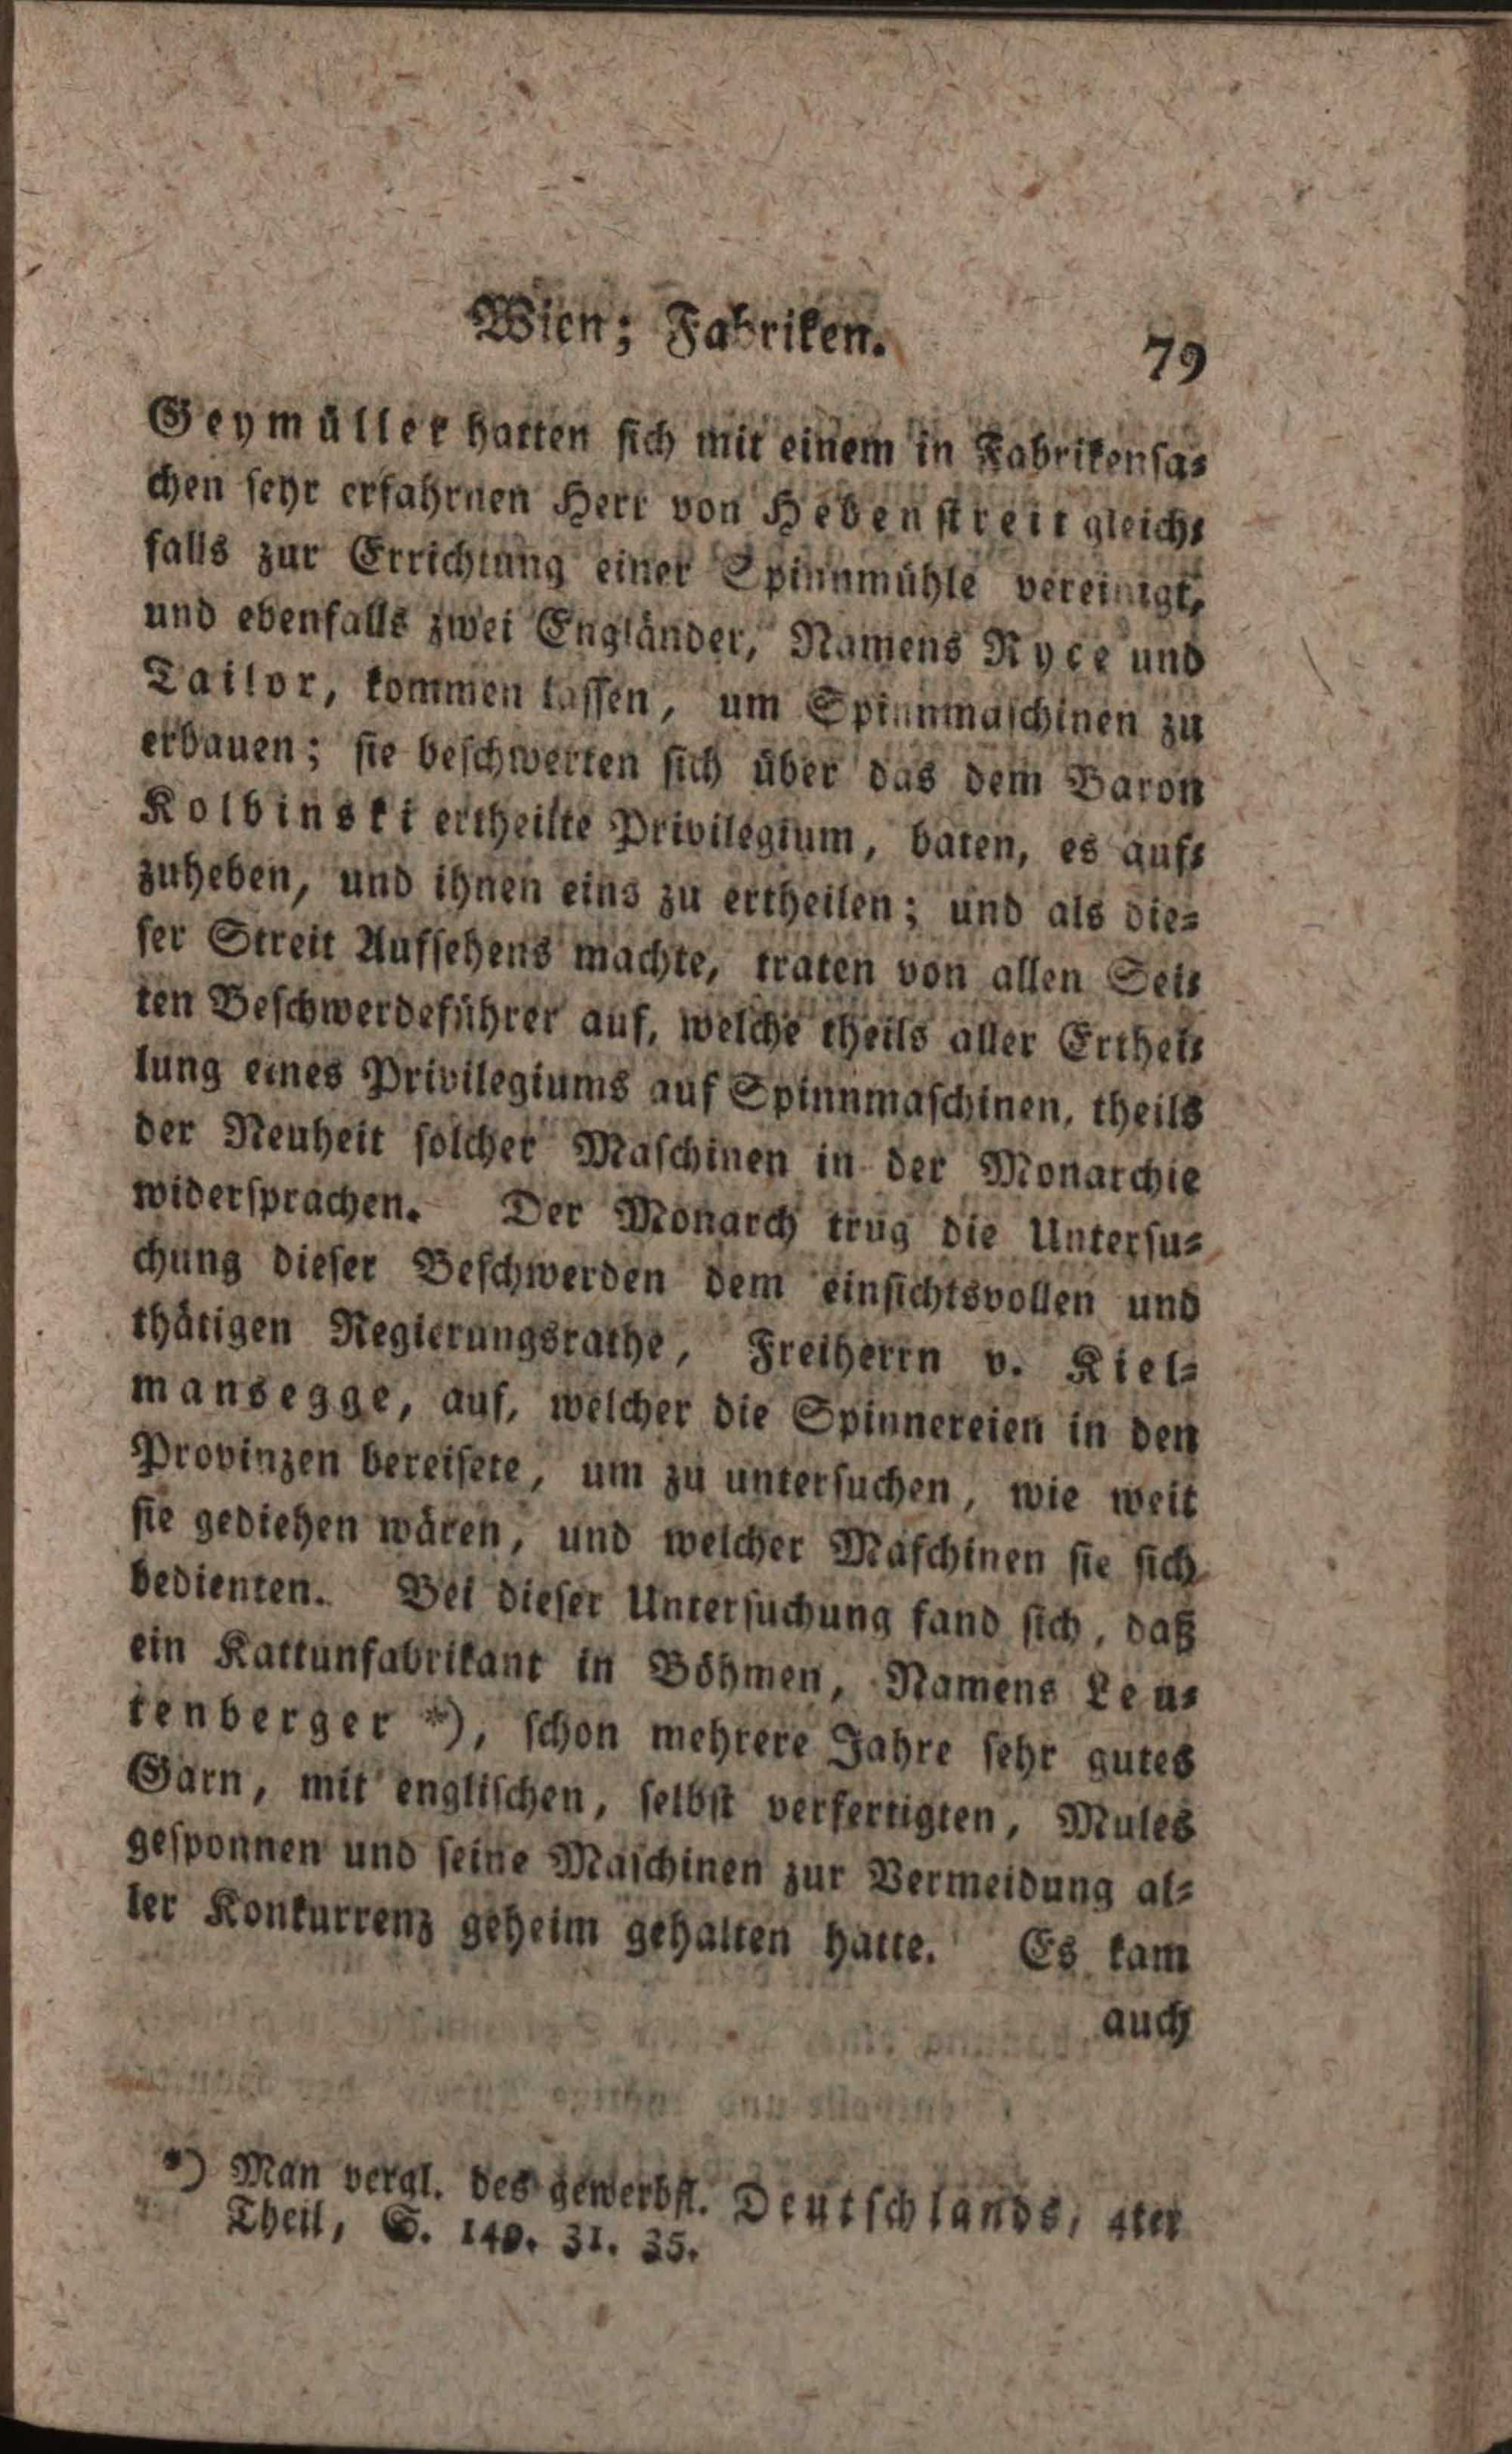 Wien; Fabriken.
79
Geymüller hatten sich mit einem in Fabrikensa-
chen sehr erfahrnen Herr von Hebenstreit gleich-
falls zur Errichtung einer Spinnmühle vereinigt,
und ebenfalls zwei Engländer, Namens Ryce und
Tailor, kommen lassen, um Spinnmaschinen zu
erbauen; sie beschwerten sich über das dem Baron
Kolbinski ertheilte Privilegium, baten, es auf-
zuheben, und ihnen eins zu ertheilen; und als die-
ser Streit Aufsehens machte, traten von allen Sei-
ten Beschwerdeführer auf, welche theils aller Erthei-
lung eines Privilegiums auf Spinnmaschinen, theils
der Neuheit solcher Maschinen in der Monarchie
widersprachen. Der Monarch trug die Untersu-
chung dieser Beschwerden dem einsichtsvollen und
thätigen Regierungsrathe, Freiherrn v. Kiel-
mansegge, auf, welcher die Spinnereien in den
Provinzen bereisete, um zu untersuchen, wie weit
sie gediehen wären, und welcher Maschinen sie sich
bedienten. Bei dieser Untersuchung fand sich, daß
ein Kattunfabrikant in Böhmen, Namens Leu-
tenberger *), schon mehrere Jahre sehr gutes
Garn, mit englischen, selbst verfertigten, Mules
gesponnen und seine Maschinen zur Vermeidung al-
ler Konkurrenz geheim gehalten hatte. Es kam
auch
*) Man vergl. des gewerbfl. Deutschlands, 4ter
Theil, S. 31. 35.